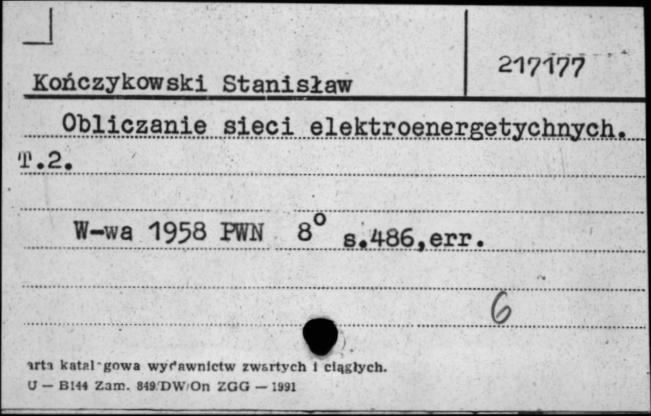 217177
Kończykowski Stanisław
Obliczanie sieci elektroenergetychnych.
T.2.
W-wa 1958 PWN 8° s.486,err.
6
arta katal gowa wydawnictw zwartych i ciągłych.
U — B144 Zam. 849/DW/On ZGG — 1991